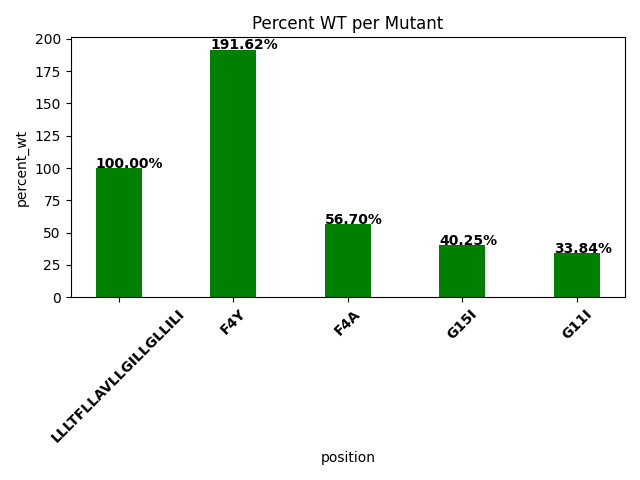 Percent WT per Mutant
percent_wt
200
175
150
125
100
75
50
25
0
100.00%
191.62%
56.70%
40.25%
33.84%
LLLTFLLAVLLGILLGLLILI
F4Y
F4A
G15I
G11I
position